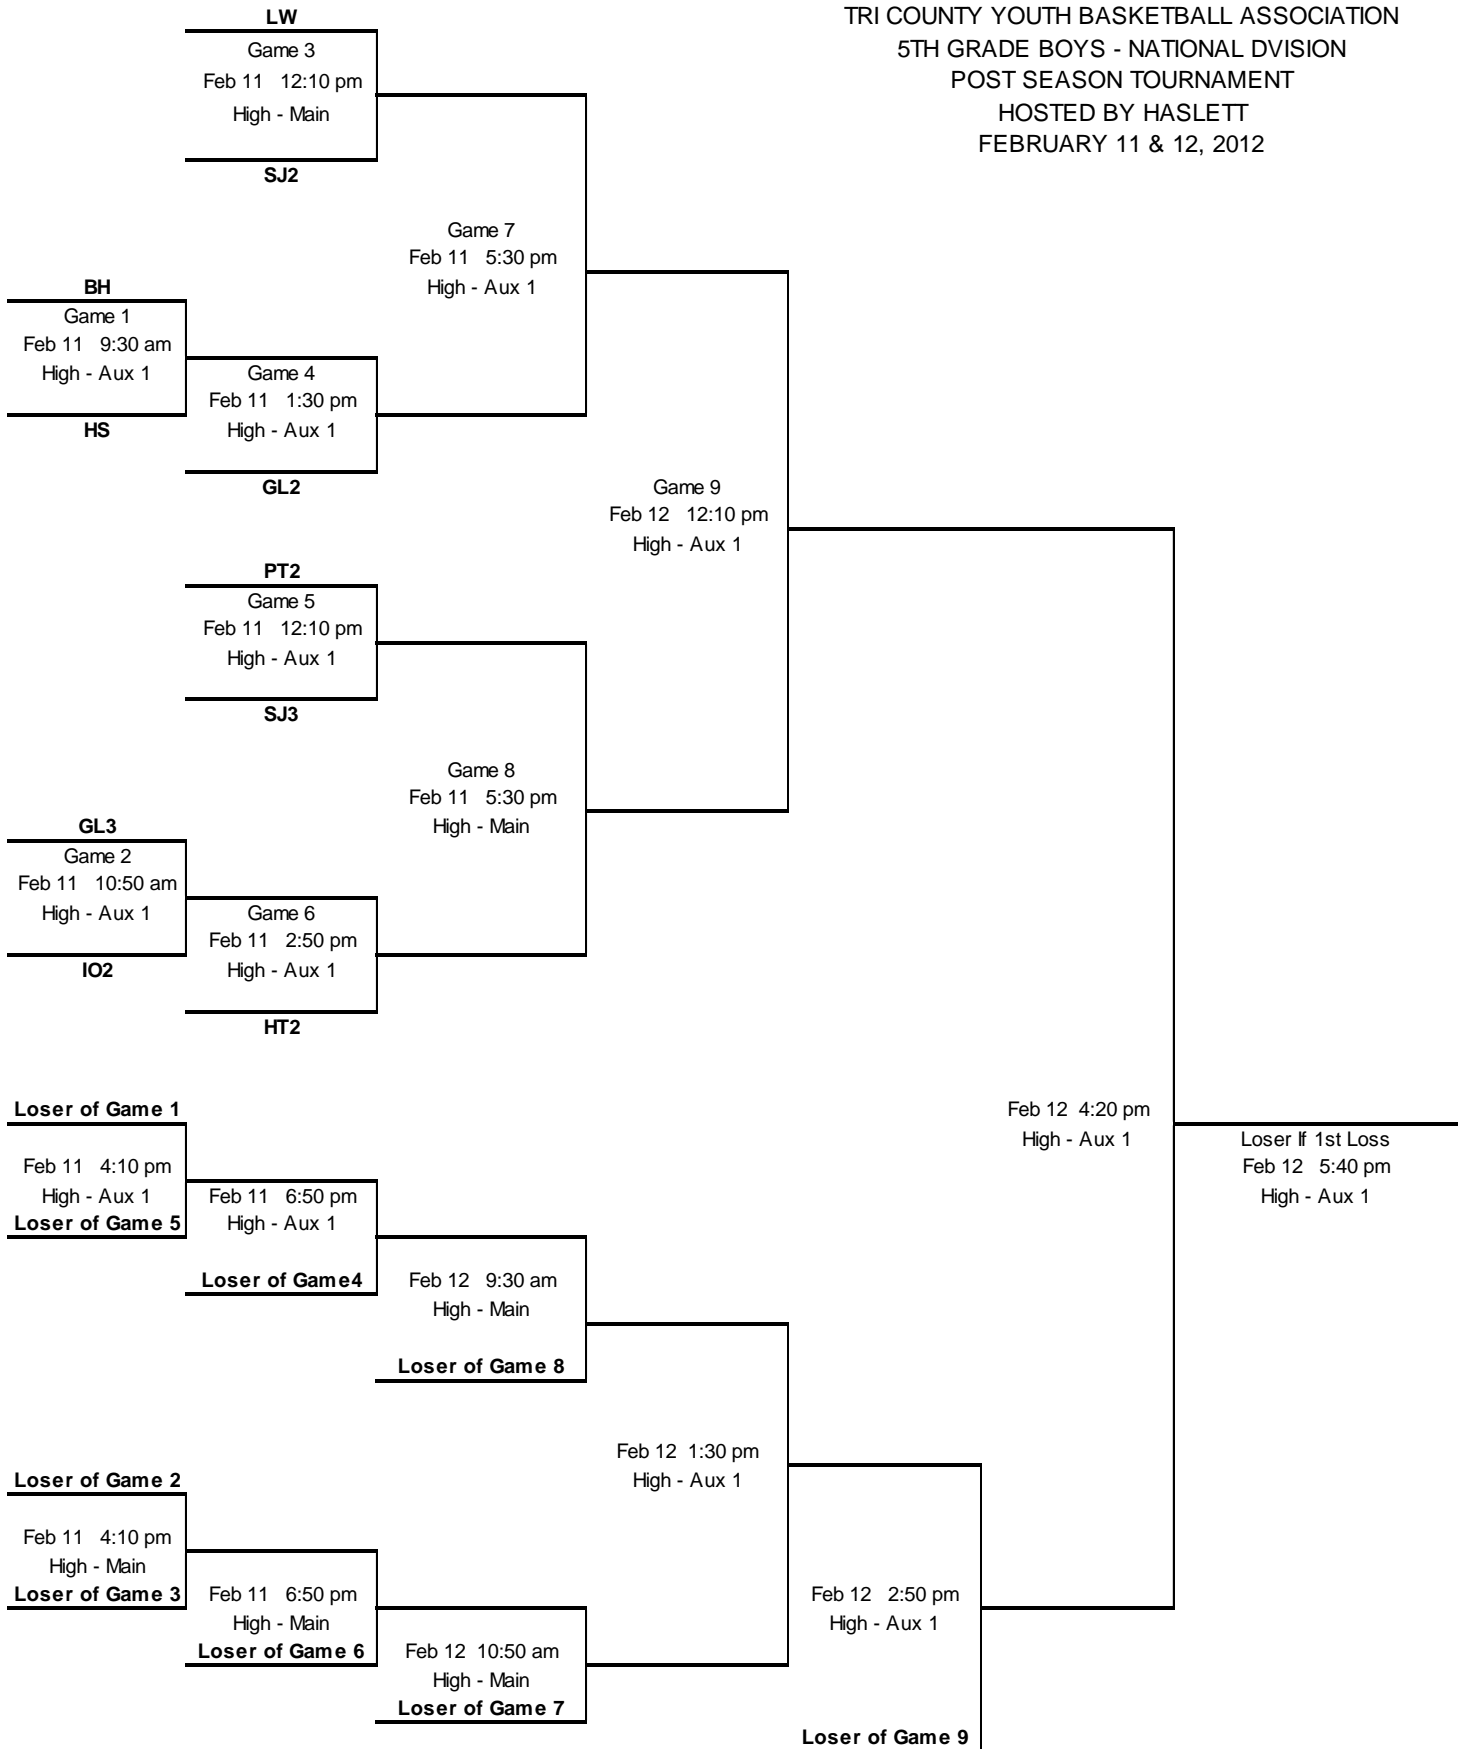 TRI COUNTY YOUTH BASKETBALL ASSOCIATION
5TH GRADE BOYS - NATIONAL DVISION
POST SEASON TOURNAMENT
HOSTED BY HASLETT
FEBRUARY 11 & 12, 2012
LW
Game 3
Feb 11 12:10 pm
High - Main
SJ2
Game 7
Feb 11 5:30 pm
High - Aux 1
BH
Game 1
Feb 11 9:30 am
High - Aux 1
HS
Game 4
Feb 11 1:30 pm
High - Aux 1
GL2
Game 9
Feb 12 12:10 pm
High - Aux 1
PT2
Game 5
Feb 11 12:10 pm
High - Aux 1
SJ3
Game 8
Feb 11 5:30 pm
High - Main
GL3
Game 2
Feb 11 10:50 am
High - Aux 1
IO2
Game 6
Feb 11 2:50 pm
High - Aux 1
HT2
Loser of Game 1
Feb 11 4:10 pm
High - Aux 1
Loser of Game 5
Feb 11 6:50 pm
High - Aux 1
Loser of Game4
Feb 12 9:30 am
High - Main
Loser of Game 8
Feb 12 4:20 pm
High - Aux 1
Loser If 1st Loss
Feb 12 5:40 pm
High - Aux 1
Feb 12 1:30 pm
High - Aux 1
Loser of Game 2
Feb 11 4:10 pm
High - Main
Loser of Game 3
Feb 11 6:50 pm
High - Main
Loser of Game 6
Feb 12 10:50 am
High - Main
Loser of Game 7
Feb 12 2:50 pm
High - Aux 1
Loser of Game 9